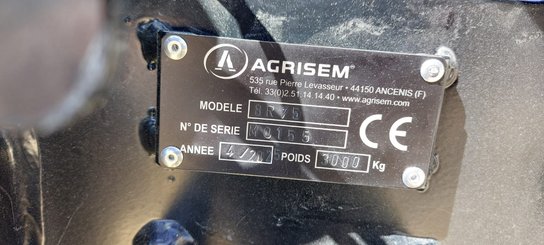 AGRISEM®
535 rue Pierre Levasseur • 44150 ANCENIS (F)
Tél. 33(0)2.51.14.14.40 • www.agrisem.com
MODELE
N° DE SERIE
CE
ANNEE POIDS 3000 Kg